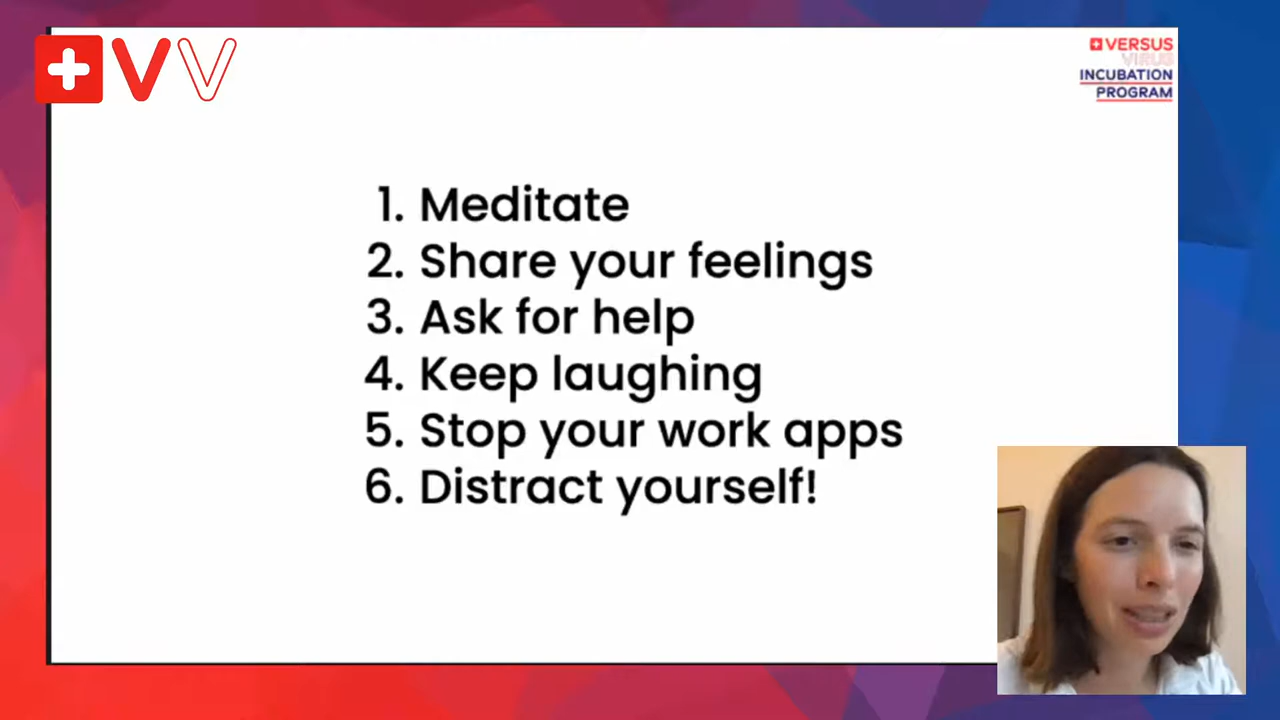 VV
VERSUS
VIRUS
INCUBATION
PROGRAM
1. Meditate
2. Share your feelings
3. Ask for help
4. Keep laughing
5. Stop your work apps
6. Distract yourself!